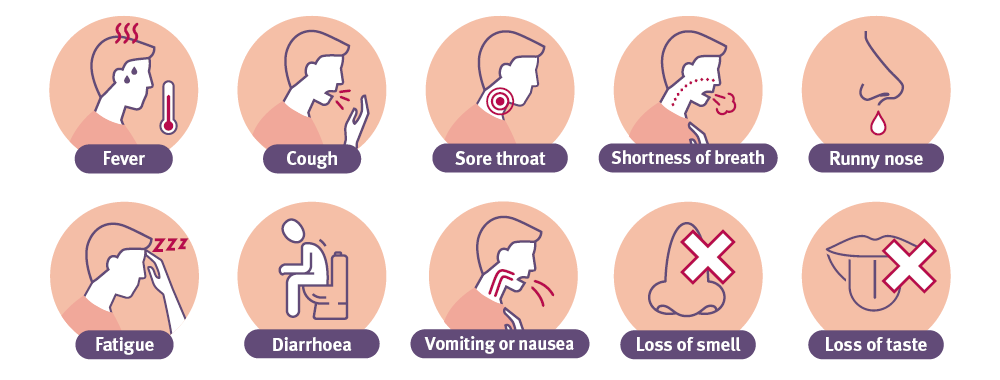 Fever
Cough
Sore throat
Shortness of breath
Runny nose
zzz
Fatigue
Diarrhoea
Vomiting or nausea
Loss of smell
Loss of taste